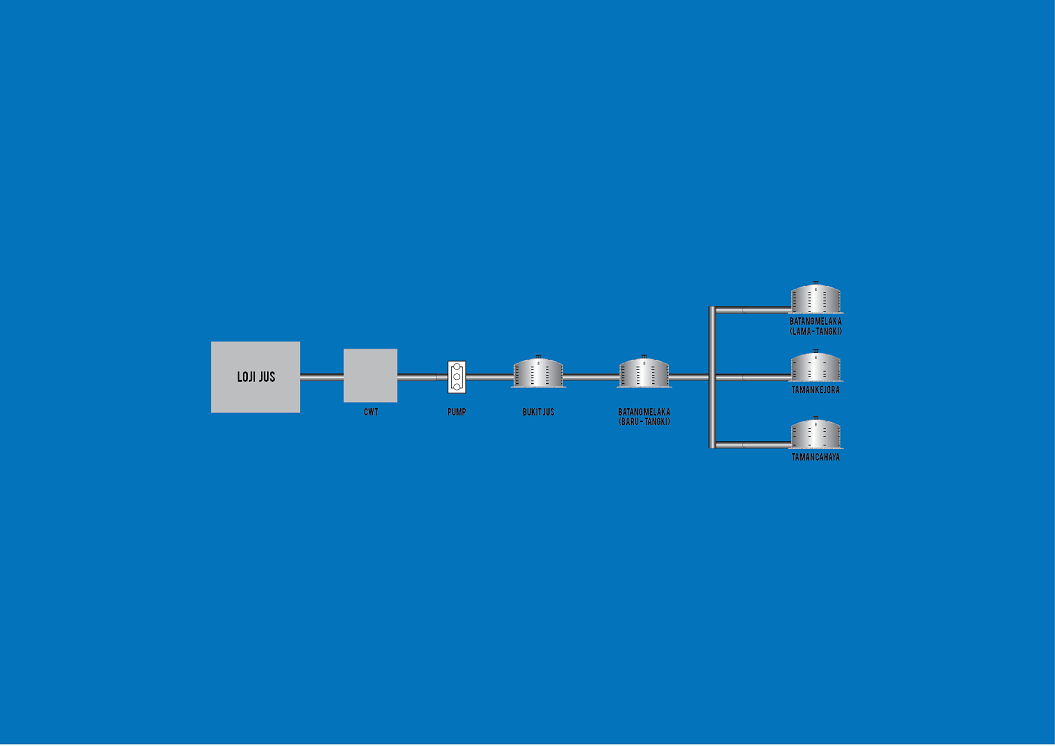 BATANG MELAKA
(LAMA - TANGKI)
LOJI JUS
TAMAN KEJORA
CWT
PUMP
BUKIT JUS
BATANG MELAKA
(BARU - TANGKI)
TAMAN CAHAYA